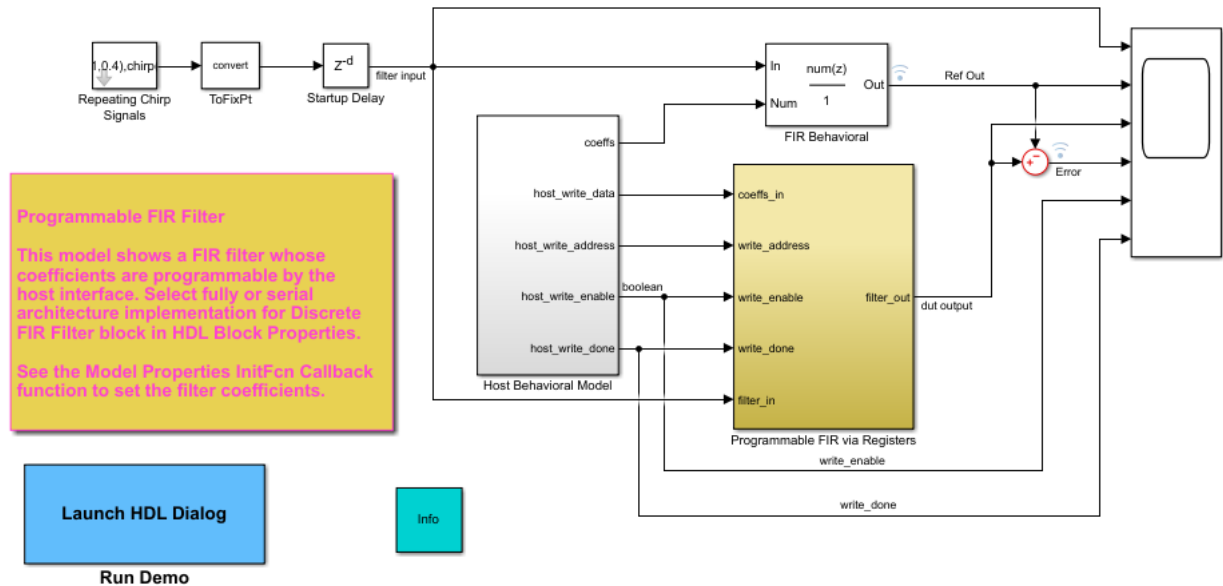 1,0.4),chirp(
Repeating Chirp
Signals
convert
ToFixPt
z-d
Startup Delay
filter input
In
Num
num(z)
1
Out
FIR Behavioral
Ref Out
Error
coeffs
host_write_data
host_write_address
host_write_enable
host_write_done
Host Behavioral Model
boolean
coeffs_in
write_address
write_enable
write_done
filter_in
filter_out
Programmable FIR via Registers
dut output
write_enable
write_done
Programmable FIR Filter
This model shows a FIR filter whose
coefficients are programmable by the
host interface. Select fully or serial
architecture implementation for Discrete
FIR Filter block in HDL Block Properties.
See the Model Properties InitFcn Callback
function to set the filter coefficients.
Launch HDL Dialog
Run Demo
Info